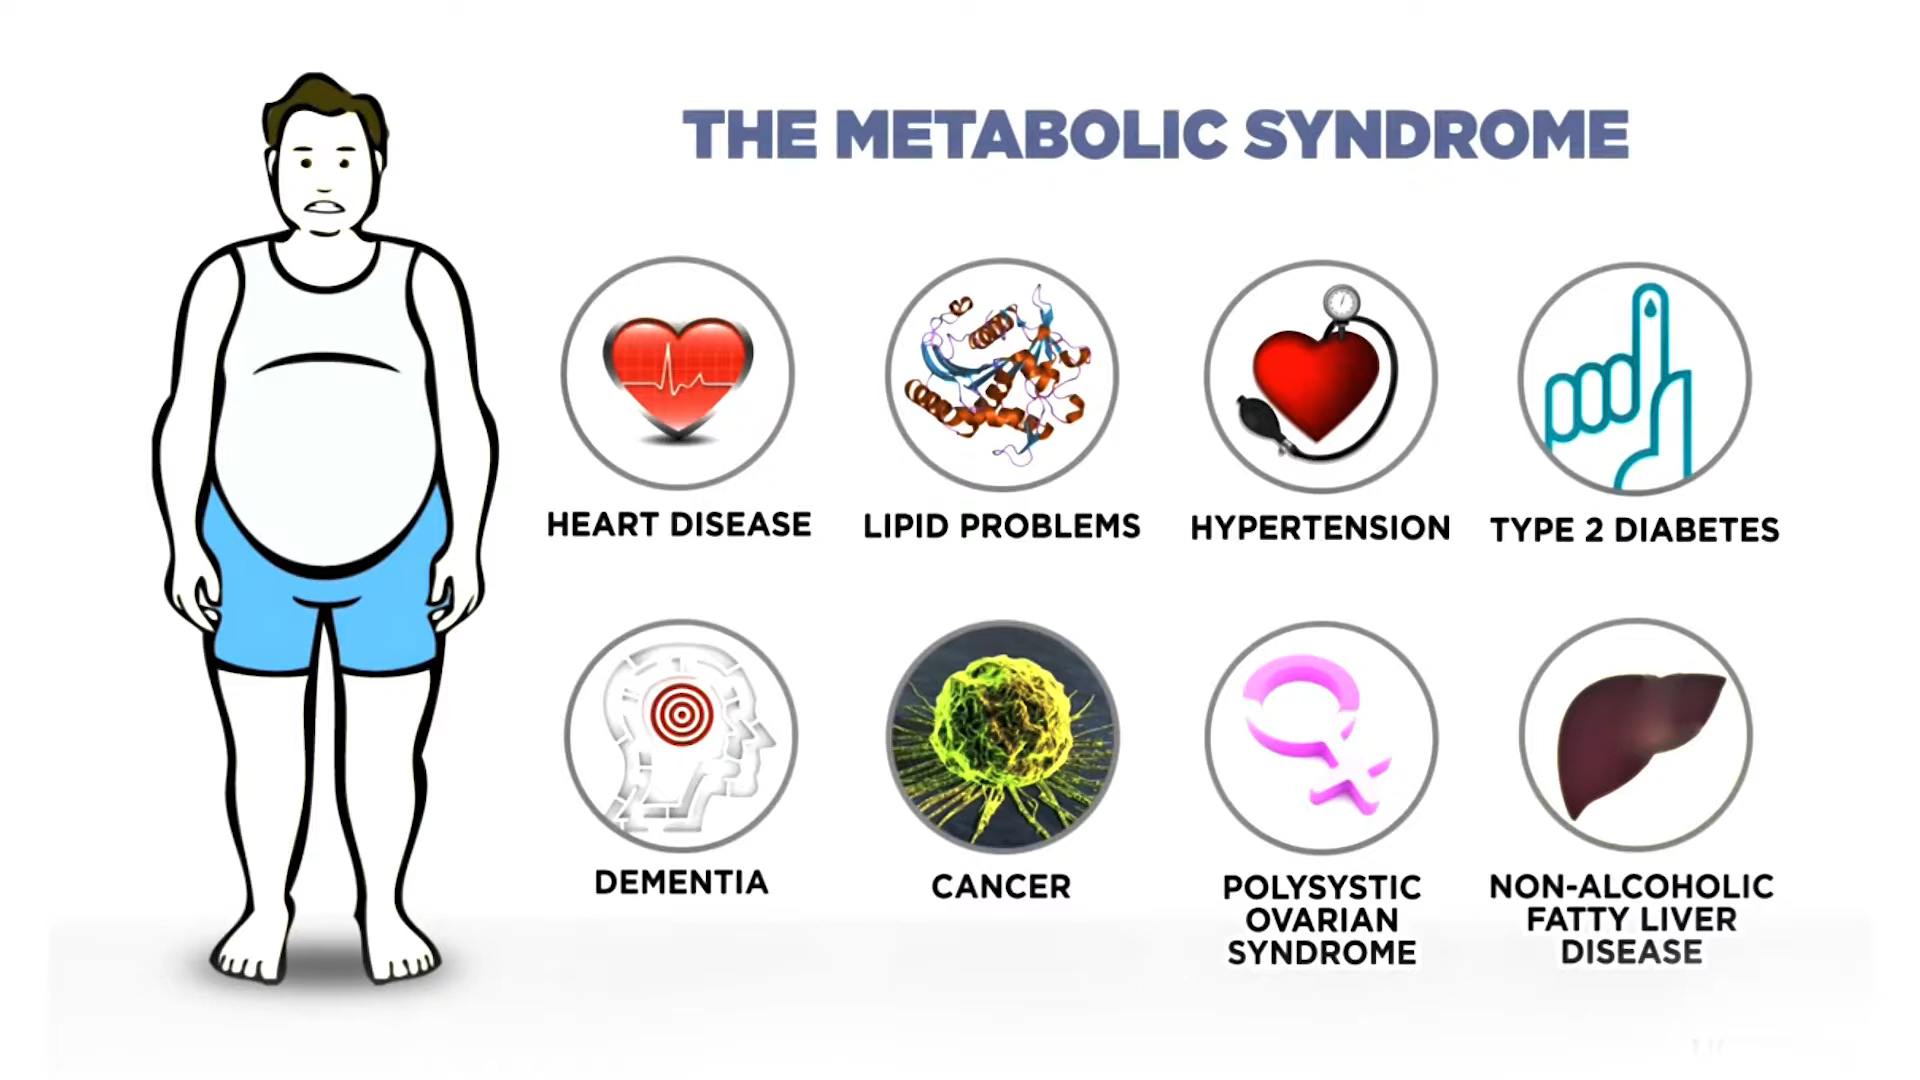 THE METABOLIC SYNDROME
HEART DISEASE
LIPID PROBLEMS
HYPERTENSION
TYPE 2 DIABETES
DEMENTIA
CANCER
POLYSYSTIC
OVARIAN
SYNDROME
NON-ALCOHOLIC
FATTY LIVER
DISEASE